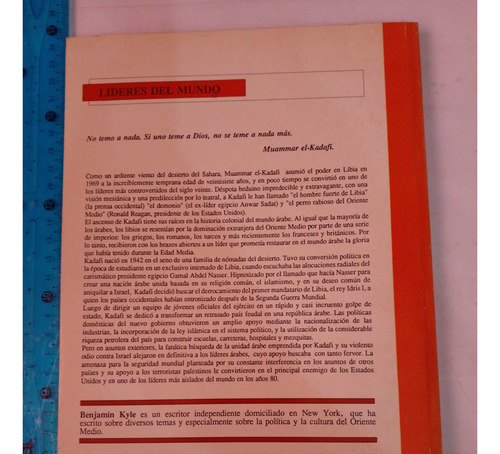 LIDERES DEL MUNDO
No temo a nada. Si uno teme a Dios, no se teme a nada más.
Muammar el-Kadafi.
Como un ardiente viento del desierto del Sahara, Muammar el-Kadafi asumió el poder en Libia en
1969 a la increíblemente temprana edad de veintisiete años, y en poco tiempo se convirtió en uno de
los líderes más controvertidos del siglo veinte. Déspota beduino impredecible y extravagante, con una
visión mesiánica y una predilección por lo teatral, a Kadafi le han llamado "el hombre fuerte de Libia"
(la prensa occidental) "el demonio" (el ex-líder egipcio Anwar Sadat) y "el perro rabioso del Oriente
Medio" (Ronald Reagan, presidente de los Estados Unidos).
El ascenso de Kadafi tiene sus raíces en la historia colonial del mundo árabe. Al igual que la mayoría de
los árabes, los libios se resentían por la dominación extranjera del Oriente Medio por parte de una serie
de imperios: los griegos, los romanos, los turcos y más recientemente los franceses y británicos. Por
lo tanto, recibieron con los brazos abiertos a un líder que prometía restaurar en el mundo árabe la gloria
que había tenido durante la Edad Media.
Kadafi nació en 1942 en el seno de una familia de nómadas del desierto. Tuvo su conversión política en
la época de estudiante en un exclusivo internado de Libia, cuando escuchaba las alocuciones radiales del
carismático presidente egipcio Gamal Abdel Nasser. Hipnotizado por el llamado que hacía Nasser para
crear una nación árabe unida basada en su religión común, el islamismo, y en su deseo común de
aniquilar a Israel, Kadafi decidió buscar el derrocamiento del primer mandatario de Libia, el rey Idris I, a
quien los países occidentales habían entronizado después de la Segunda Guerra Mundial.
Luego de dirigir un equipo de jóvenes oficiales del ejército en un rápido y casi incruento golpe de
estado, Kadafi se dedicó a transformar un retrasado país feudal en una república árabe. Las políticas
domésticas del nuevo gobierno obtuvieron un amplio apoyo mediante la nacionalización de las
industrias, la incorporación de la ley islámica en el sistema político, y la utilización de la considerable
riqueza petrolera del país para construir escuelas, carreteras, hospitales y mezquitas.
Pero en asuntos exteriores, la fanática búsqueda de la unidad árabe emprendida por Kadafi y su violento
odio contra Israel alejaron en definitiva a los líderes árabes, cuyo apoyo buscaba con tanto fervor. La
amenaza para la seguridad mundial planteada por su constante interferencia en los asuntos de otros
países y su apoyo a los terroristas palestinos le convirtieron en el principal enemigo de los Estados
Unidos y en uno de los líderes más aislados del mundo en los años 80.
Benjamin Kyle es un escritor independiente domiciliado en New York, que ha
escrito sobre diversos temas y especialmente sobre la política y la cultura del Oriente
Medio.